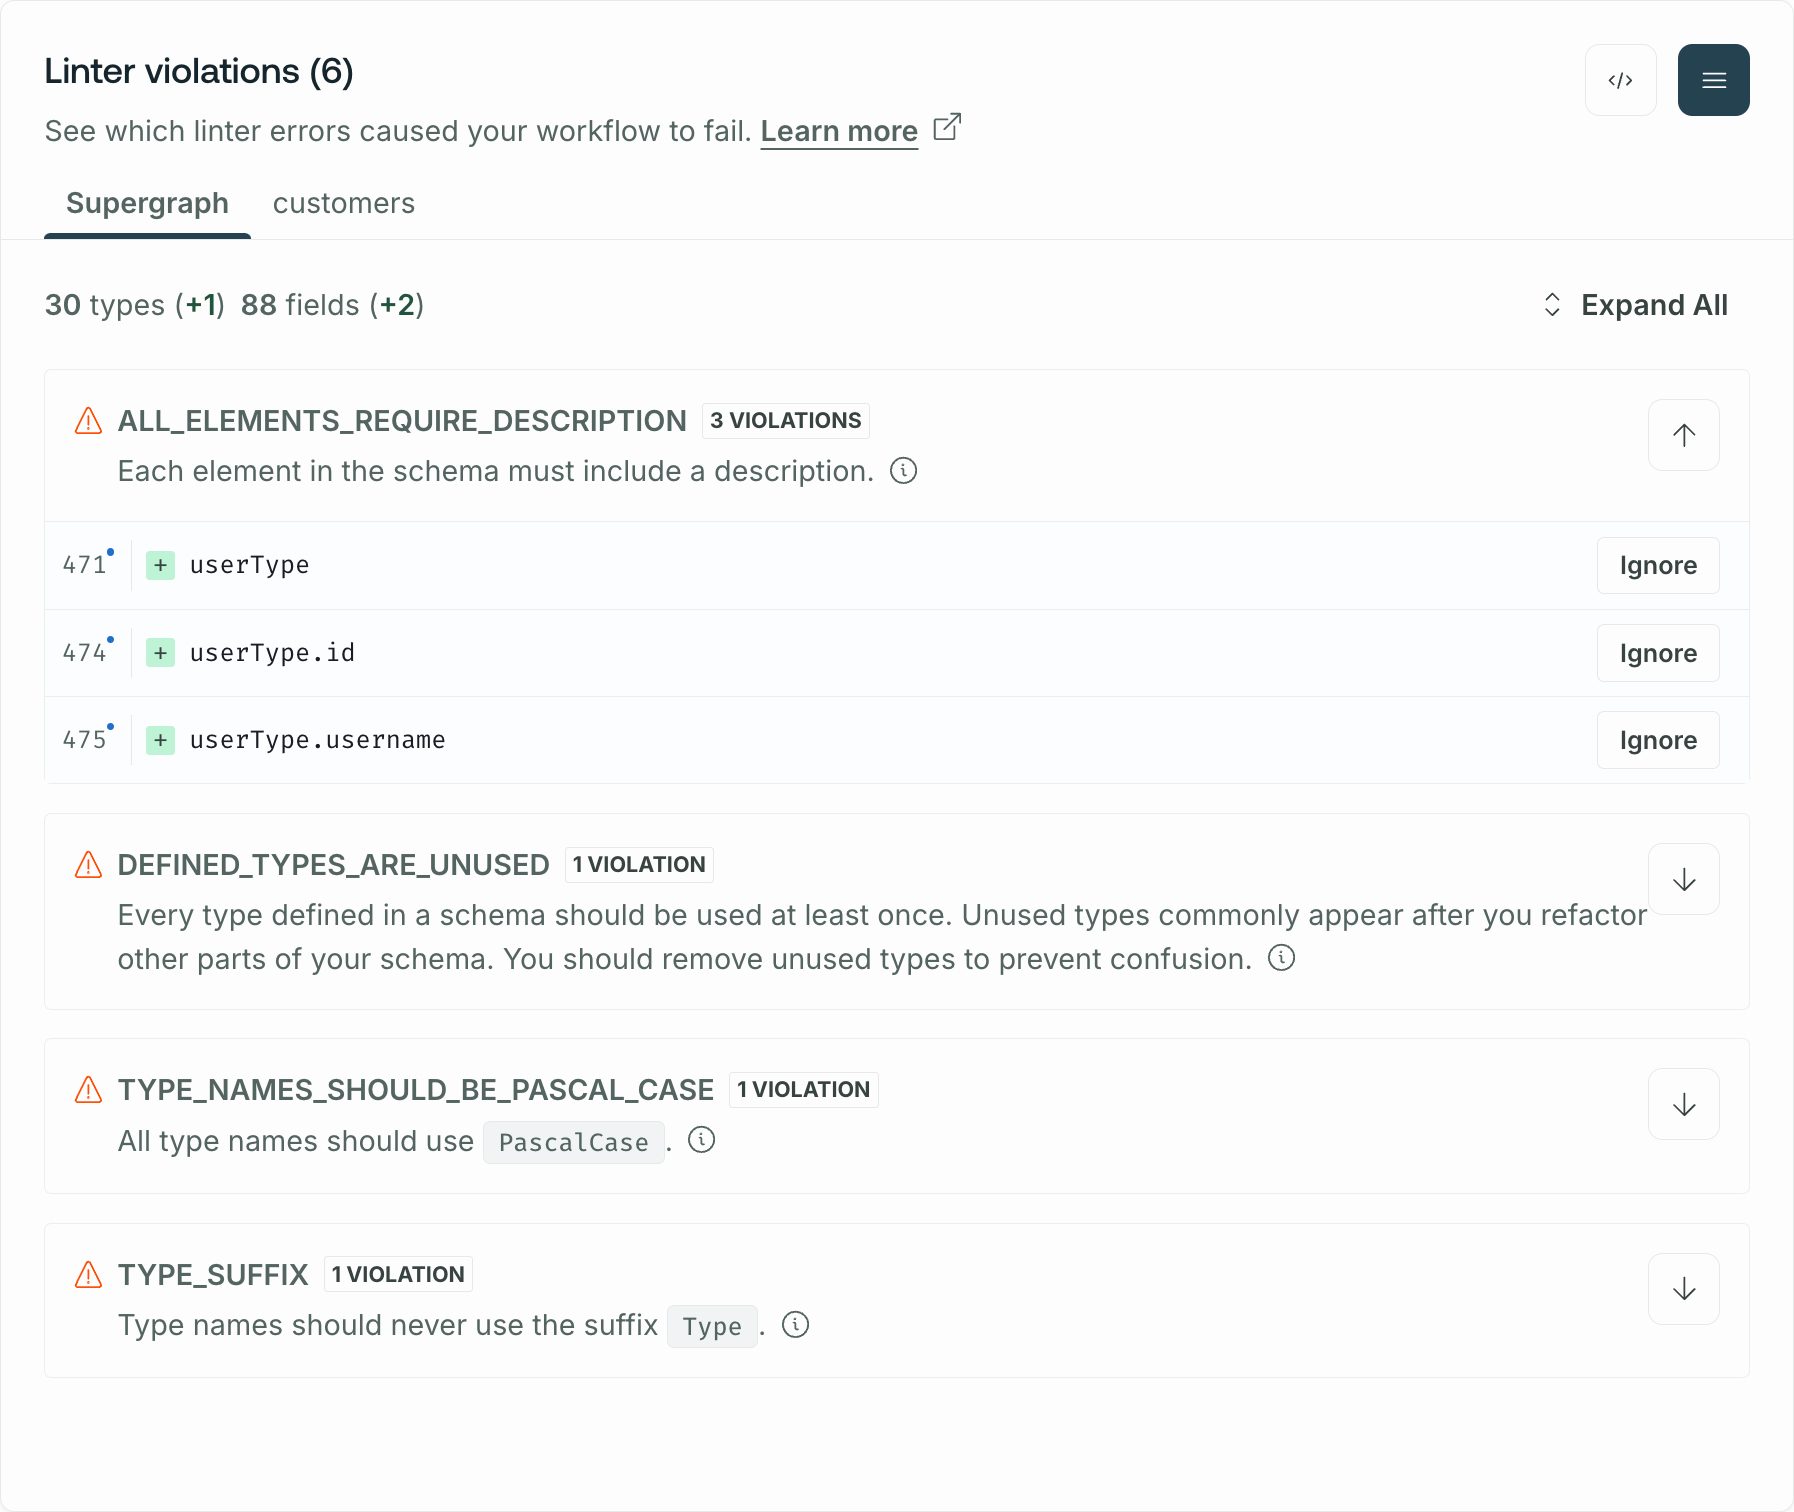 Linter violations (6)
See which linter errors caused your workflow to fail. Learn more
Supergraph customers
30 types (+1) 88 fields (+2) Expand All
ALL_ELEMENTS_REQUIRE_DESCRIPTION 3 VIOLATIONS
Each element in the schema must include a description.
471 + userType Ignore
474 + userType.id Ignore
475 + userType.username Ignore
DEFINED_TYPES_ARE_UNUSED 1 VIOLATION
Every type defined in a schema should be used at least once. Unused types commonly appear after you refactor
other parts of your schema. You should remove unused types to prevent confusion.
TYPE_NAMES_SHOULD_BE_PASCAL_CASE 1 VIOLATION
All type names should use PascalCase.
TYPE_SUFFIX 1 VIOLATION
Type names should never use the suffix Type.